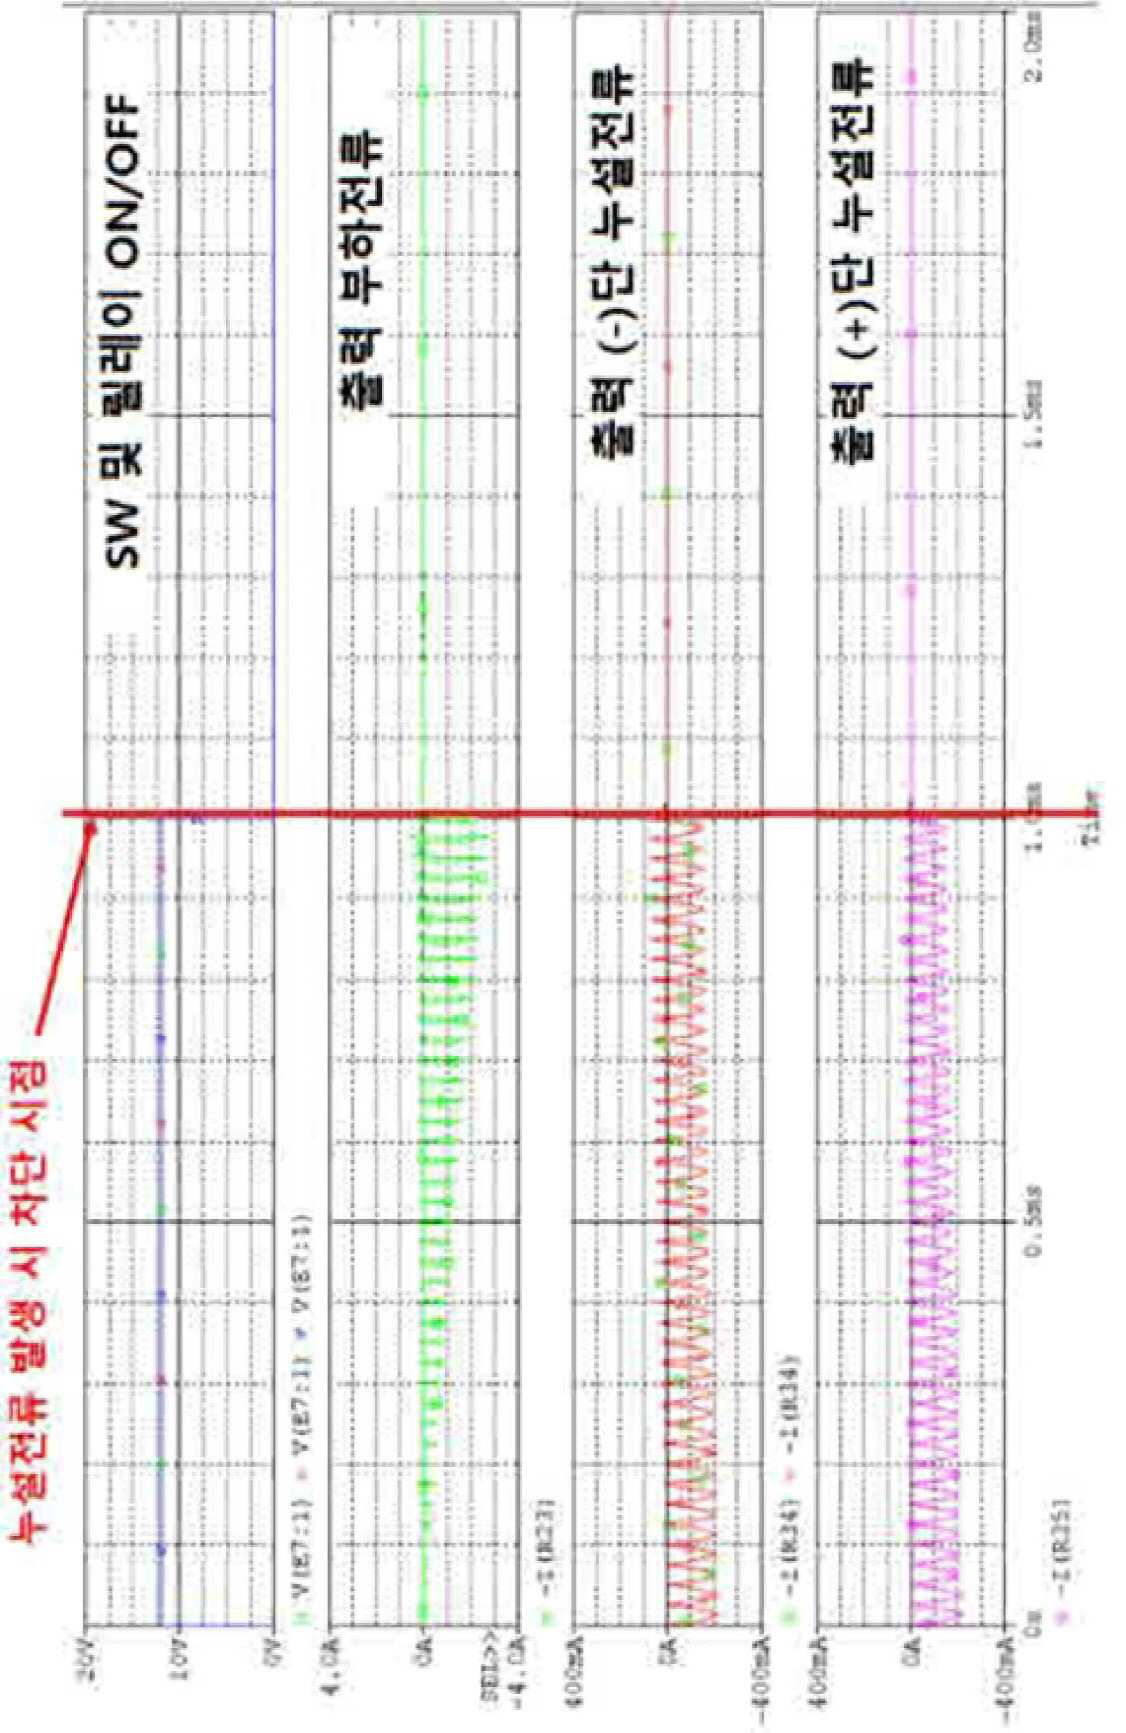 누설전류 발생 시 차단 시점
SW 및 릴레이 ON/OFF
20V
10V
0V
V(E7:1) V(E7:1) V(E7:1)
출력 부하전류
4.0A
0A
SEL>>
-4.0A
-I(R23)
출력 (-)단 누설전류
400mA
0A
-400mA
-I(R34) -I(R34)
출력 (+)단 누설전류
400mA
0A
-400mA
0s 0.5ms 1.0ms 1.5ms 2.0ms
-I(R35)
Time